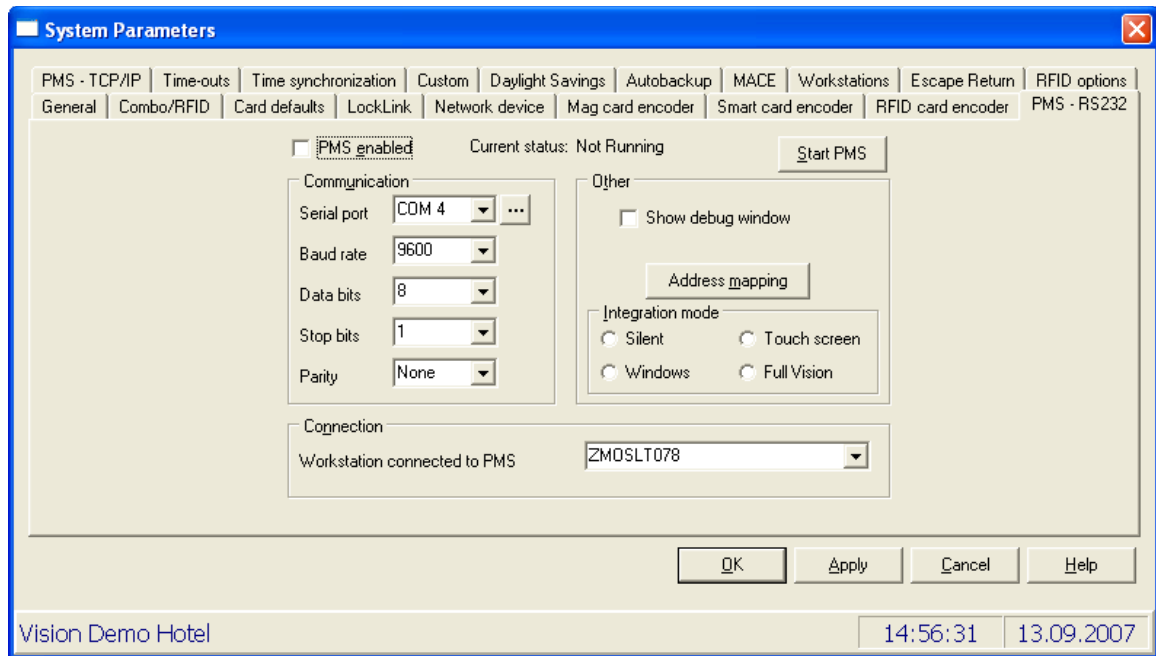 System Parameters
PMS - TCP/IP Time-outs Time synchronization Custom Daylight Savings Autobackup MACE Workstations Escape Return RFID options
General Combo/RFID Card defaults LockLink Network device Mag card encoder Smart card encoder RFID card encoder PMS - RS232
PMS enabled Current status: Not Running Start PMS
Communication
Serial port COM 4 ...
Baud rate 9600
Data bits 8
Stop bits 1
Parity None
Other
Show debug window
Address mapping
Integration mode
Silent Touch screen
Windows Full Vision
Connection
Workstation connected to PMS ZMOSLT078
OK Apply Cancel Help
Vision Demo Hotel 14:56:31 13.09.2007